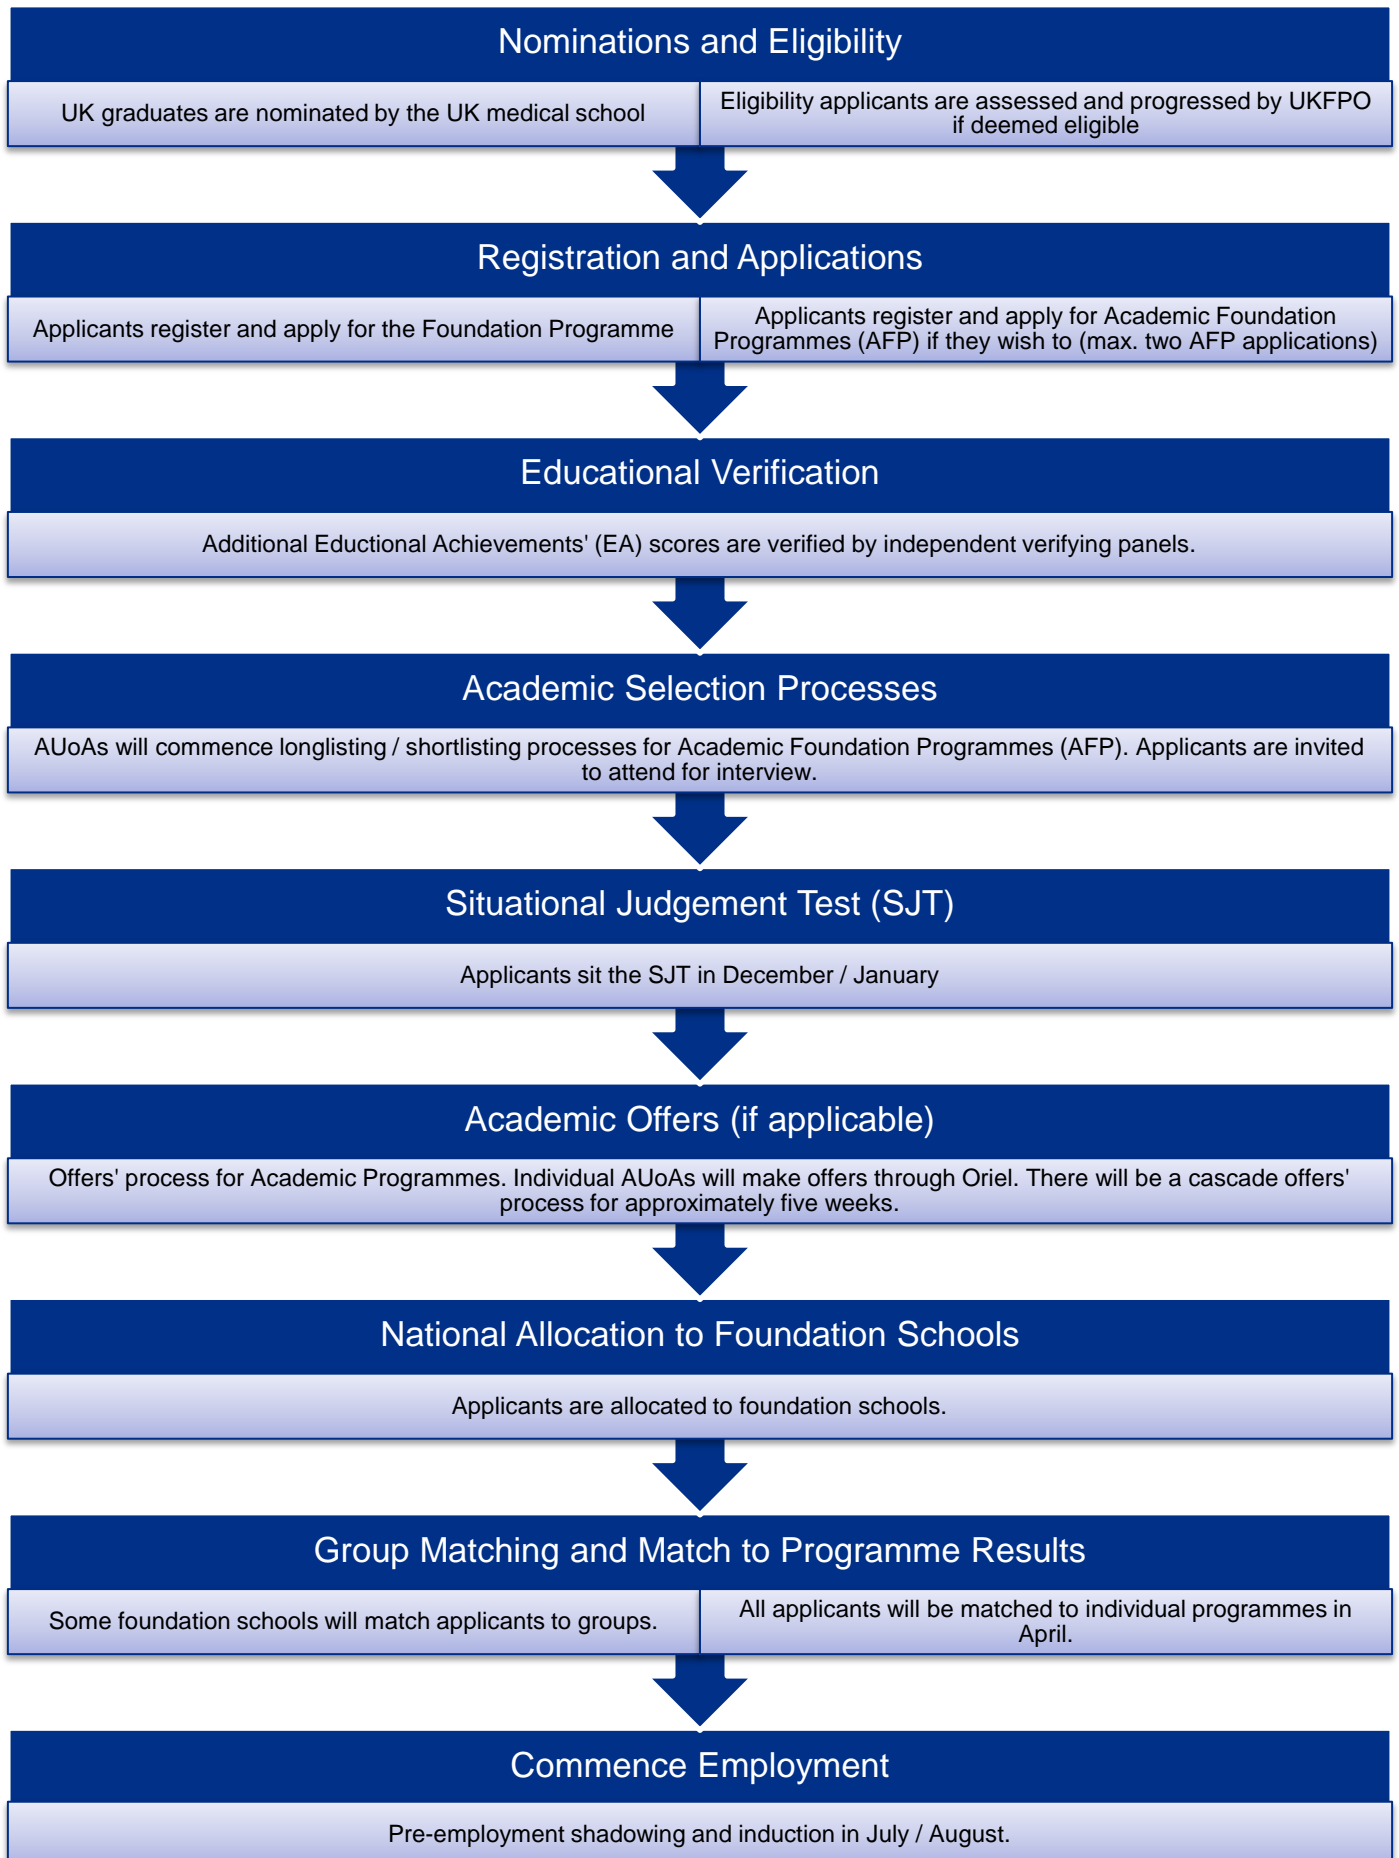 Nominations and Eligibility
UK graduates are nominated by the UK medical school
Eligibility applicants are assessed and progressed by UKFPO
if deemed eligible
Registration and Applications
Applicants register and apply for the Foundation Programme
Applicants register and apply for Academic Foundation
Programmes (AFP) if they wish to (max. two AFP applications)
Educational Verification
Additional Eductional Achievements' (EA) scores are verified by independent verifying panels.
Academic Selection Processes
AUoAs will commence longlisting / shortlisting processes for Academic Foundation Programmes (AFP). Applicants are invited
to attend for interview.
Situational Judgement Test (SJT)
Applicants sit the SJT in December / January
Academic Offers (if applicable)
Offers' process for Academic Programmes. Individual AUoAs will make offers through Oriel. There will be a cascade offers'
process for approximately five weeks.
National Allocation to Foundation Schools
Applicants are allocated to foundation schools.
Group Matching and Match to Programme Results
Some foundation schools will match applicants to groups.
All applicants will be matched to individual programmes in
April.
Commence Employment
Pre-employment shadowing and induction in July / August.